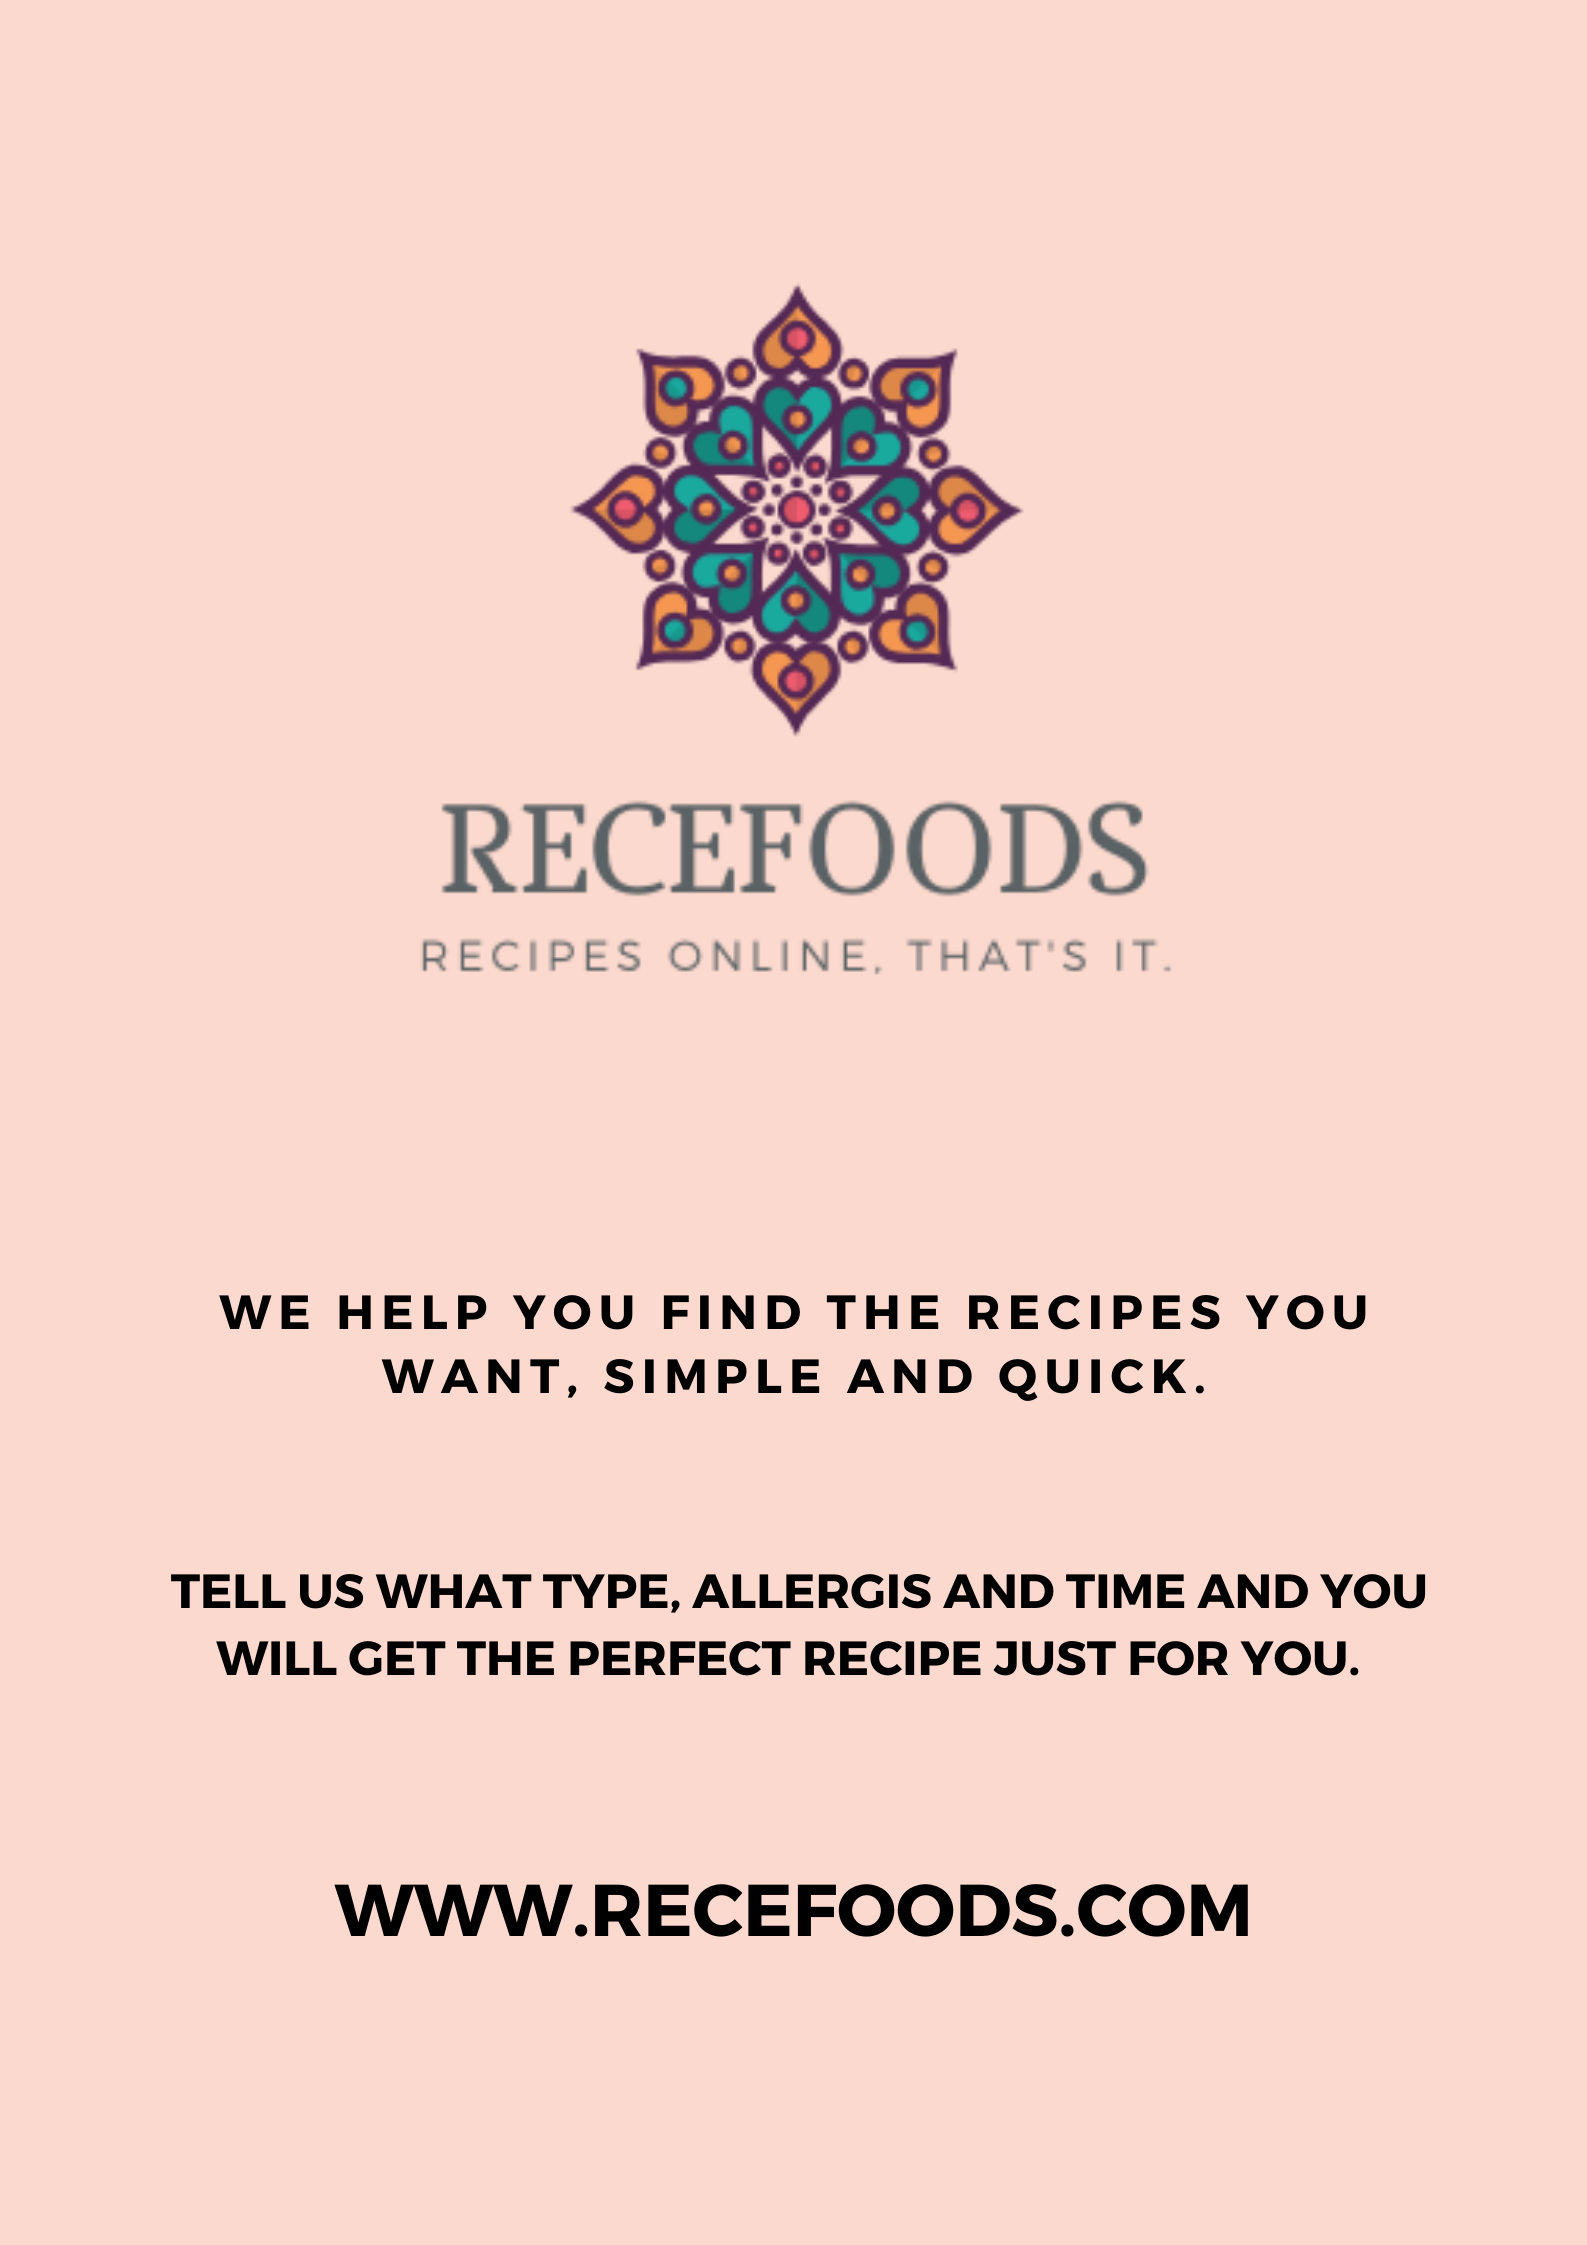 RECEFOODS
RECIPES ONLINE, THAT'S IT.
WE HELP YOU FIND THE RECIPES YOU
WANT, SIMPLE AND QUICK.
TELL US WHAT TYPE, ALLERGIS AND TIME AND YOU
WILL GET THE PERFECT RECIPE JUST FOR YOU.
WWW.RECEFOODS.COM